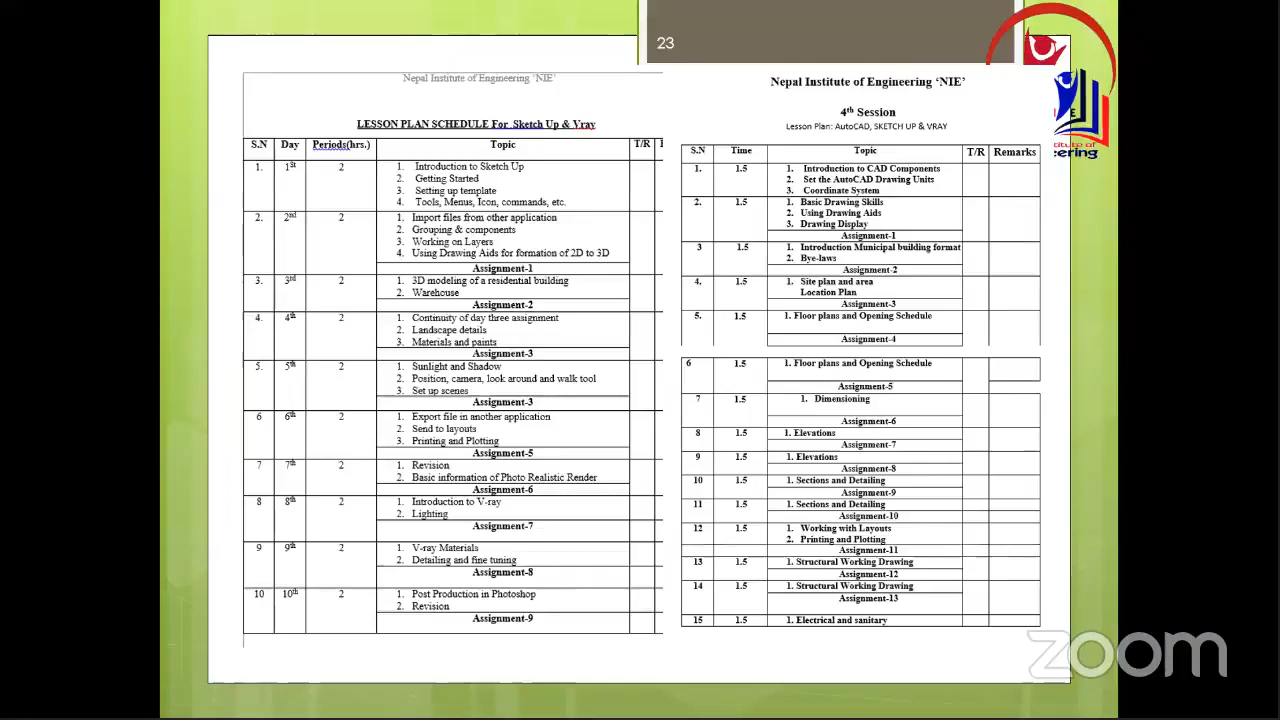 23
Nepal Institute of Engineering ‘NIE’
LESSON PLAN SCHEDULE For Sketch Up & Vray
S.N Day Periods(hrs.) Topic T/R
1. 1St 2 1. Introduction to Sketch Up
2. Getting Started
3. Setting up template
4. Tools, Menus, Icon, commands, etc.
2. 2nd 2 1. Import files from other application
2. Grouping & components
3. Working on Layers
4. Using Drawing Aids for formation of 2D to 3D
Assignment-1
3. 3rd 2 1. 3D modeling of a residential building
2. Warehouse
Assignment-2
4. 4th 2 1. Continuity of day three assignment
2. Landscape details
3. Materials and paints
Assignment-3
5. 5th 2 1. Sunlight and Shadow
2. Position, camera, look around and walk tool
3. Set up scenes
Assignment-3
6 6th 2 1. Export file in another application
2. Send to layouts
3. Printing and Plotting
Assignment-5
7 7th 2 1. Revision
2. Basic information of Photo Realistic Render
Assignment-6
8 8th 2 1. Introduction to V-ray
2. Lighting
Assignment-7
9 9th 2 1. V-ray Materials
2. Detailing and fine tuning
Assignment-8
10 10th 2 1. Post Production in Photoshop
2. Revision
Assignment-9
Nepal Institute of Engineering ‘NIE’
4th Session
Lesson Plan: AutoCAD, SKETCH UP & VRAY
S.N Time Topic T/R Remarks
1. 1.5 1. Introduction to CAD Components
2. Set the AutoCAD Drawing Units
3. Coordinate System
2. 1.5 1. Basic Drawing Skills
2. Using Drawing Aids
3. Drawing Display
Assignment-1
3 1.5 1. Introduction Municipal building format
2. Bye-laws
Assignment-2
4. 1.5 1. Site plan and area
Location Plan
Assignment-3
5. 1.5 1. Floor plans and Opening Schedule
Assignment-4
6 1.5 1. Floor plans and Opening Schedule
Assignment-5
7 1.5 1. Dimensioning
Assignment-6
8 1.5 1. Elevations
Assignment-7
9 1.5 1. Elevations
Assignment-8
10 1.5 1. Sections and Detailing
Assignment-9
11 1.5 1. Sections and Detailing
Assignment-10
12 1.5 1. Working with Layouts
2. Printing and Plotting
Assignment-11
13 1.5 1. Structural Working Drawing
Assignment-12
14 1.5 1. Structural Working Drawing
Assignment-13
15 1.5 1. Electrical and sanitary
zoom